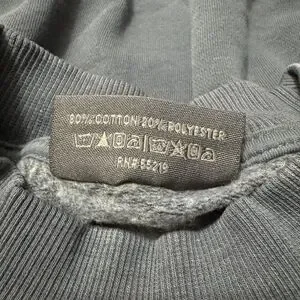 80% COTTON 20% POLYESTER
RN# 55219